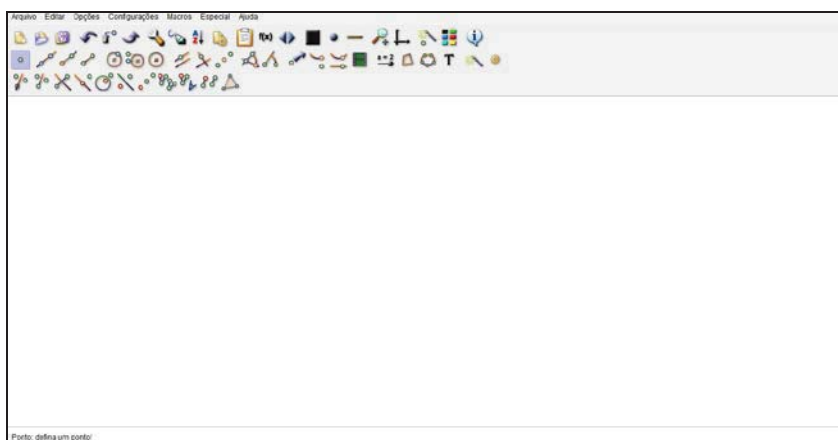 Arquivo Editar Opções Configurações Macros Especial Ajuda
f(x)
T
Ponto: defina um ponto!